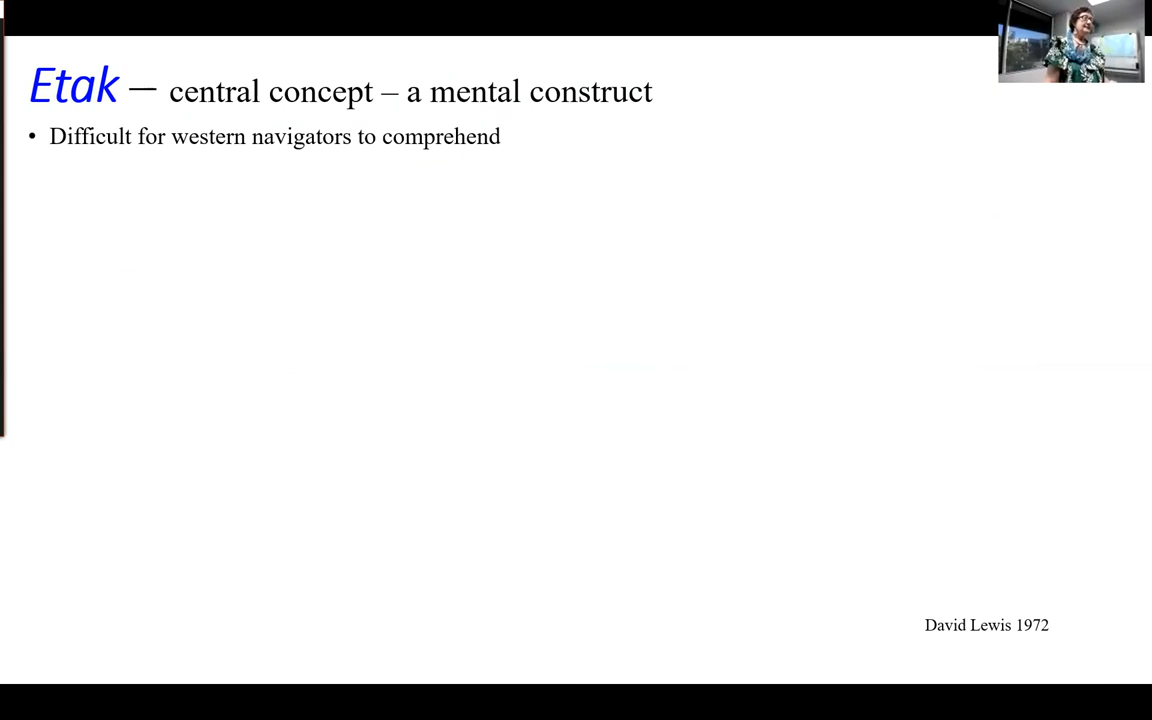 Etak – central concept – a mental construct
• Difficult for western navigators to comprehend
David Lewis 1972